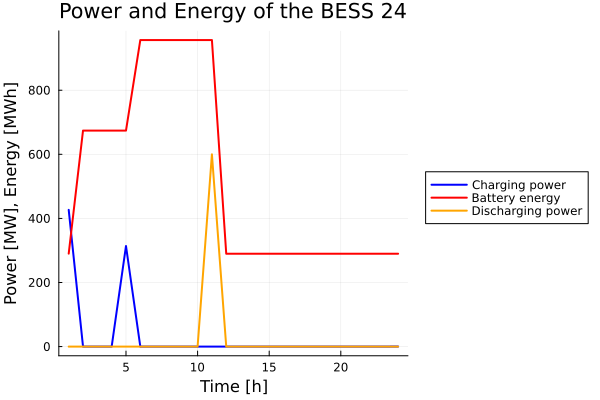 Power and Energy of the BESS 24
Power [MW], Energy [MWh]
800
600
400
200
0
5
10
15
20
Time [h]
Charging power
Battery energy
Discharging power